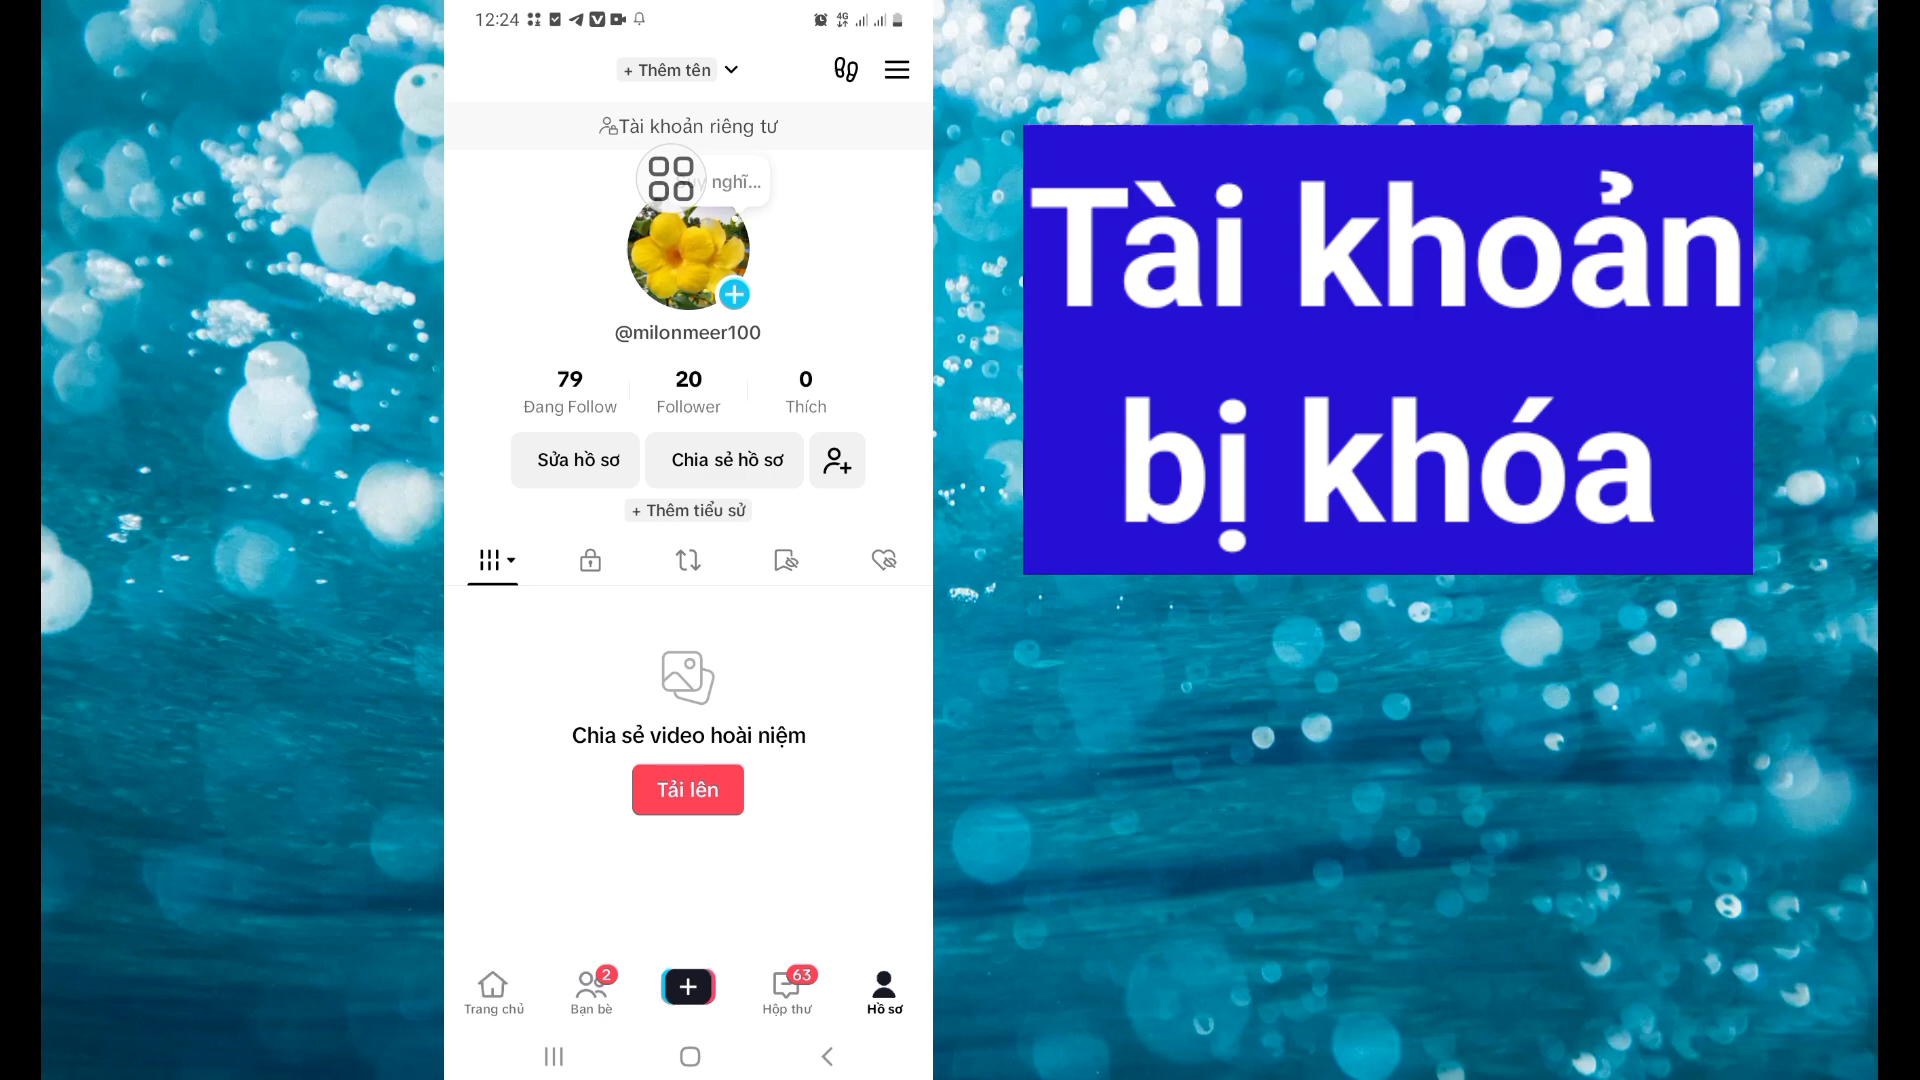 12:24
4G
+ Thêm tên
Tài khoản riêng tư
nghĩ...
@milonmeer100
79 20 0
Đang Follow Follower Thích
Sửa hồ sơ Chia sẻ hồ sơ
+ Thêm tiểu sử
Chia sẻ video hoài niệm
Tải lên
2 63
Trang chủ Bạn bè Hộp thư Hồ sơ
Tài khoản
bị khóa